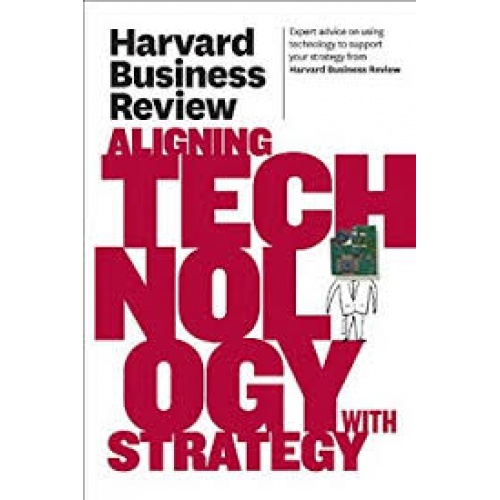 Harvard
Business
Review
Expert advice on using
technology to support
your strategy from
Harvard Business Review
ALIGNING
TECH
NOL
OGY
WITH
STRATEGY